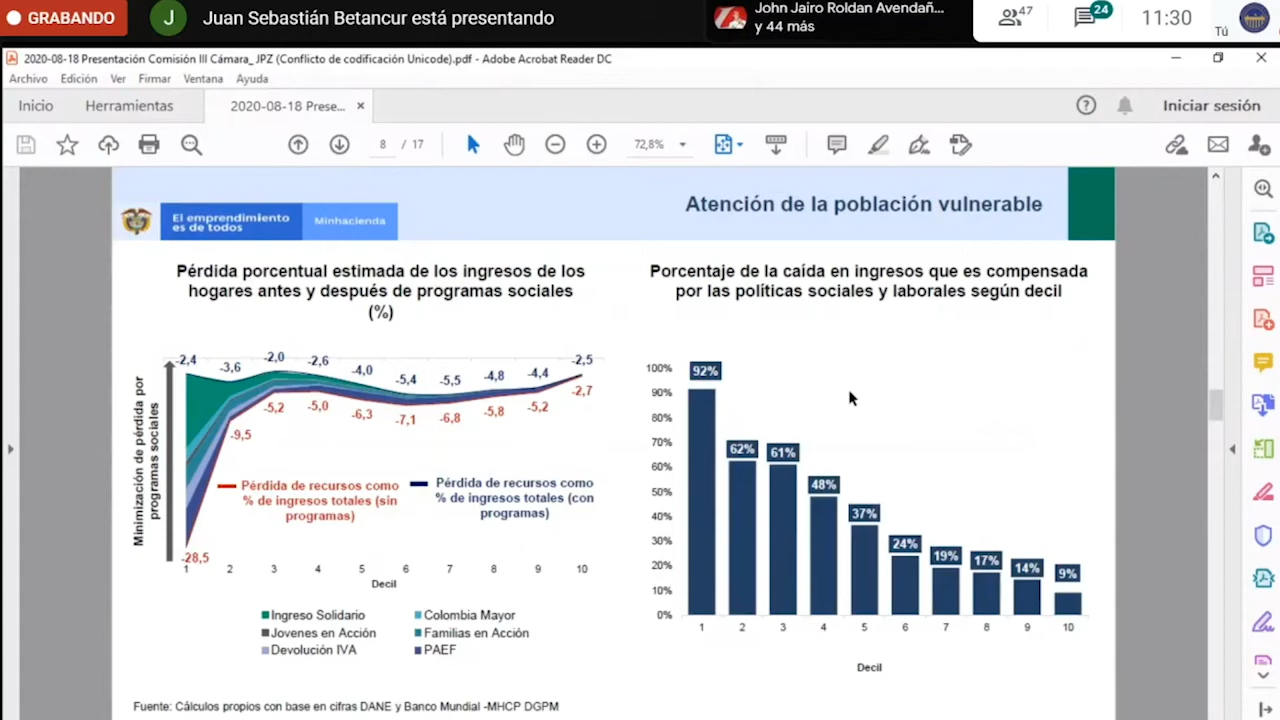 GRABANDO
J
Juan Sebastián Betancur está presentando
John Jairo Roldan Avendañ...
y 44 más
47
24
11:30
Tú
2020-08-18 Presentación Comisión III Cámara_ JPZ (Conflicto de codificación Unicode).pdf - Adobe Acrobat Reader DC
Archivo Edición Ver Firmar Ventana Ayuda
Inicio Herramientas 2020-08-18 Prese... × Iniciar sesión
8 / 17 72,8%
El emprendimiento
es de todos
Minhacienda
Atención de la población vulnerable
Pérdida porcentual estimada de los ingresos de los
hogares antes y después de programas sociales
(%)
Minimización de pérdida por
programas sociales
-2,4 -3,6 -2,0 -2,6 -4,0 -5,4 -5,5 -4,8 -4,4 -2,5
-28,5 -9,5 -5,2 -5,0 -6,3 -7,1 -6,8 -5,8 -5,2 -2,7
Pérdida de recursos como
% de ingresos totales (sin
programas)
Pérdida de recursos como
% de ingresos totales (con
programas)
1 2 3 4 5 6 7 8 9 10
Decil
Ingreso Solidario Colombia Mayor
Jovenes en Acción Familias en Acción
Devolución IVA PAEF
Porcentaje de la caída en ingresos que es compensada
por las políticas sociales y laborales según decil
100%
90%
80%
70%
60%
50%
40%
30%
20%
10%
0%
92% 62% 61% 48% 37% 24% 19% 17% 14% 9%
1 2 3 4 5 6 7 8 9 10
Decil
Fuente: Cálculos propios con base en cifras DANE y Banco Mundial -MHCP DGPM